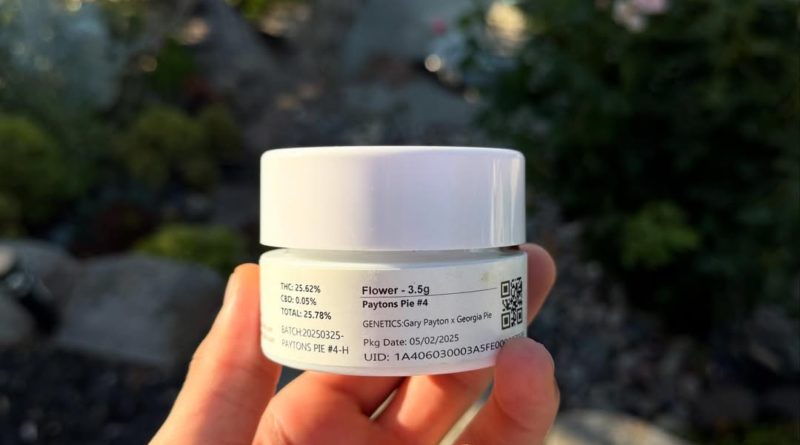 THC: 25.62%
CBD: 0.05%
TOTAL: 25.78%
BATCH:20250325-
PAYTONS PIE #4-H
Flower - 3.5g
Paytons Pie #4
GENETICS:Gary Payton x Georgia Pie
Pkg Date: 05/02/2025
UID: